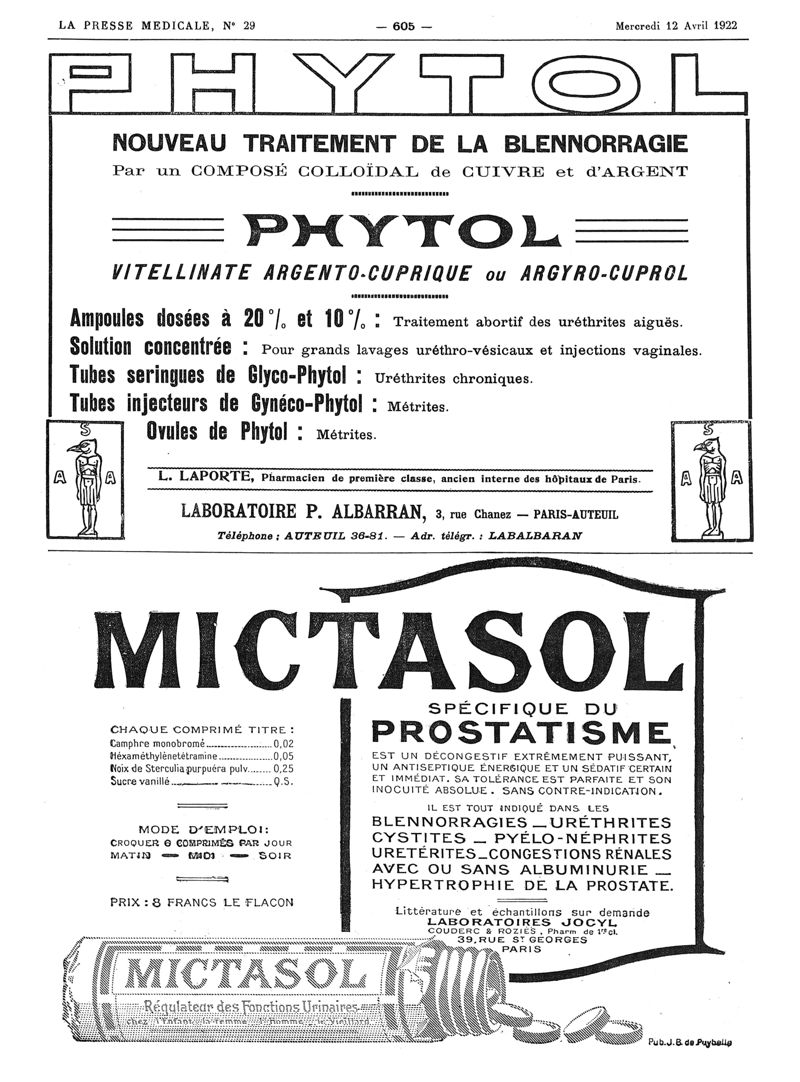 LA PRESSE MEDICALE, N° 29
— 605 —
Mercredi 12 Avril 1922
PHYTOL
NOUVEAU TRAITEMENT DE LA BLENNORRAGIE
Par un COMPOSÉ COLLOÏDAL de CUIVRE et d'ARGENT
PHYTOL
VITELLINATE ARGENTO-CUPRIQUE ou ARGYRO-CUPROL
Ampoules dosées à 20 % et 10 % : Traitement abortif des uréthrites aiguës.
Solution concentrée : Pour grands lavages uréthro-vésicaux et injections vaginales.
Tubes seringues de Glyco-Phytol : Uréthrites chroniques.
Tubes injecteurs de Gynéco-Phytol : Métrites.
Ovules de Phytol : Métrites.
S
A A
S
A A
L. LAPORTE, Pharmacien de première classe, ancien interne des hôpitaux de Paris.
LABORATOIRE P. ALBARRAN, 3, rue Chanez — PARIS-AUTEUIL
Téléphone : AUTEUIL 36-81. — Adr. télégr. : LABALBARAN
MICTASOL
CHAQUE COMPRIMÉ TITRE :
Camphre monobromé......................0,02
Héxaméthylènetétramine................0,05
Noix de Sterculia purpuéra pulv........0,25
Sucre vanillé................................Q.S.
MODE D'EMPLOI:
CROQUER 6 COMPRIMÉS PAR JOUR
MATIN — MIDI — SOIR
PRIX : 8 FRANCS LE FLACON
SPÉCIFIQUE DU
PROSTATISME
EST UN DÉCONGESTIF EXTRÊMEMENT PUISSANT,
UN ANTISEPTIQUE ÉNERGIQUE ET UN SÉDATIF CERTAIN
ET IMMÉDIAT. SA TOLÉRANCE EST PARFAITE ET SON
INOCUITÉ ABSOLUE. SANS CONTRE-INDICATION.
IL EST TOUT INDIQUÉ DANS LES
BLENNORRAGIES — URÉTHRITES
CYSTITES — PYÉLO-NÉPHRITES
URETÉRITES — CONGESTIONS RÉNALES
AVEC OU SANS ALBUMINURIE —
HYPERTROPHIE DE LA PROSTATE.
Littérature et échantillons sur demande
LABORATOIRES JOCYL
COUDERC & ROZIES, Pharm de 1re cl.
39, RUE ST GEORGES
PARIS
MICTASOL
Régulateur des Fonctions Urinaires
chez l'Enfant, la femme, l'homme, le Vieillard
Pub. J. B. de Puybelle